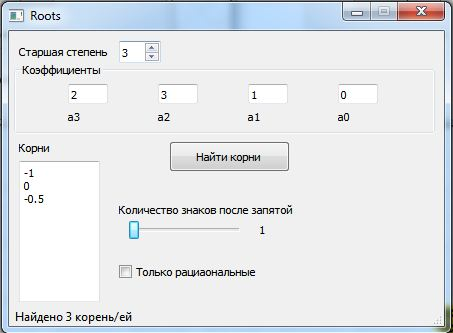 Roots
Старшая степень 3
Коэффициенты
2 3 1 0
a3 a2 a1 a0
Корни
Найти корни
-1
0
-0.5
Количество знаков после запятой
1
Только рациаональные
Найдено 3 корень/ей